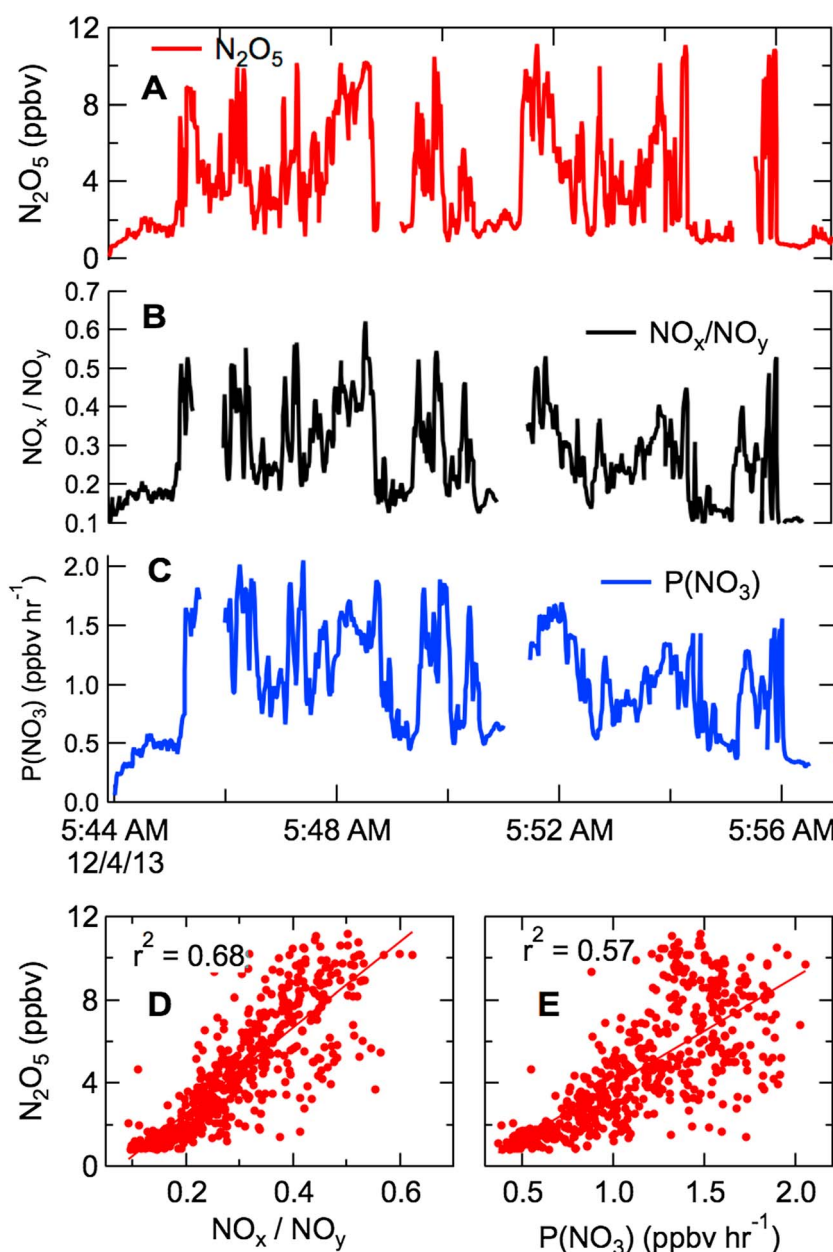 12
N₂O₅
A
8
N₂O₅ (ppbv)
4
0
0.7
B
0.6
NOₓ/NOᵧ
0.5
NOₓ / NOᵧ
0.4
0.3
0.2
0.1
2.0
C
P(NO₃)
1.5
P(NO₃) (ppbv hr⁻¹)
1.0
0.5
0.0
5:44 AM 5:48 AM 5:52 AM 5:56 AM
12/4/13
12
r² = 0.68 r² = 0.57
D E
8
N₂O₅ (ppbv)
4
0
0.2 0.4 0.6 0.5 1.0 1.5 2.0
NOₓ / NOᵧ P(NO₃) (ppbv hr⁻¹)